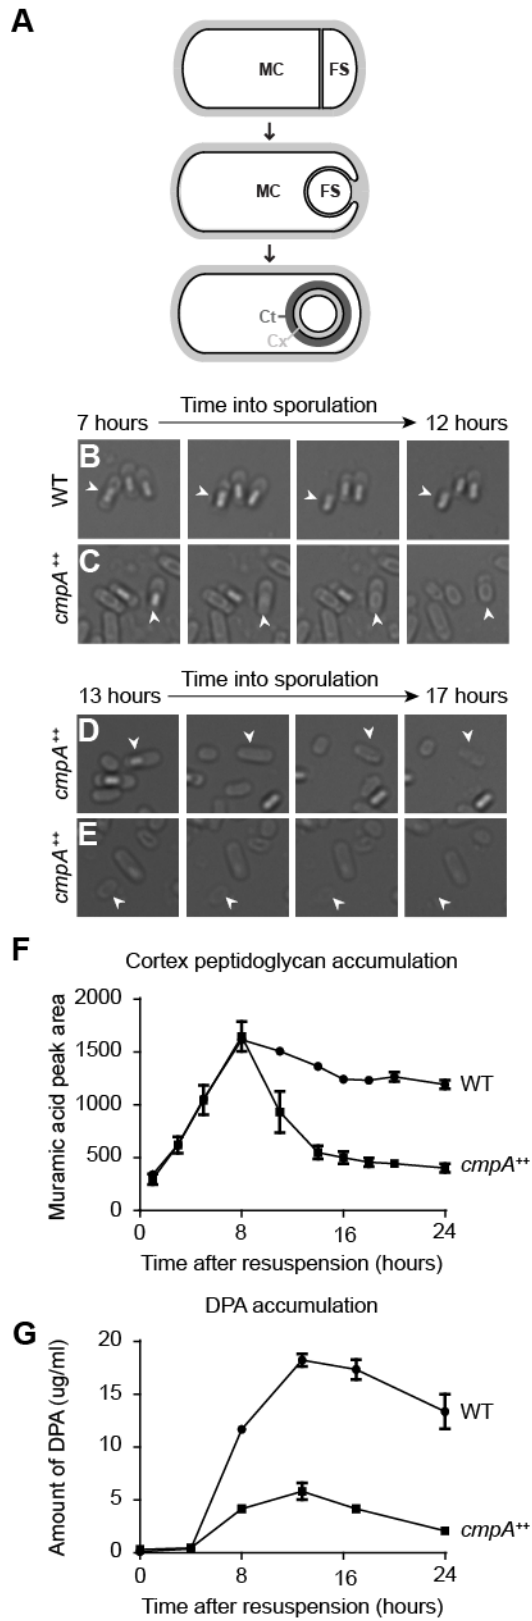 A
MC
FS
MC
FS
Ct
Cx
Time into sporulation
7 hours
12 hours
B
WT
C
cmpA++
Time into sporulation
13 hours
17 hours
D
cmpA++
E
cmpA++
F
Cortex peptidoglycan accumulation
Muramic acid peak area
2000
1500
1000
500
0
WT
cmpA++
0 8 16 24
Time after resuspension (hours)
DPA accumulation
G
Amount of DPA (ug/ml)
20
15
10
5
0
WT
cmpA++
0 8 16 24
Time after resuspension (hours)